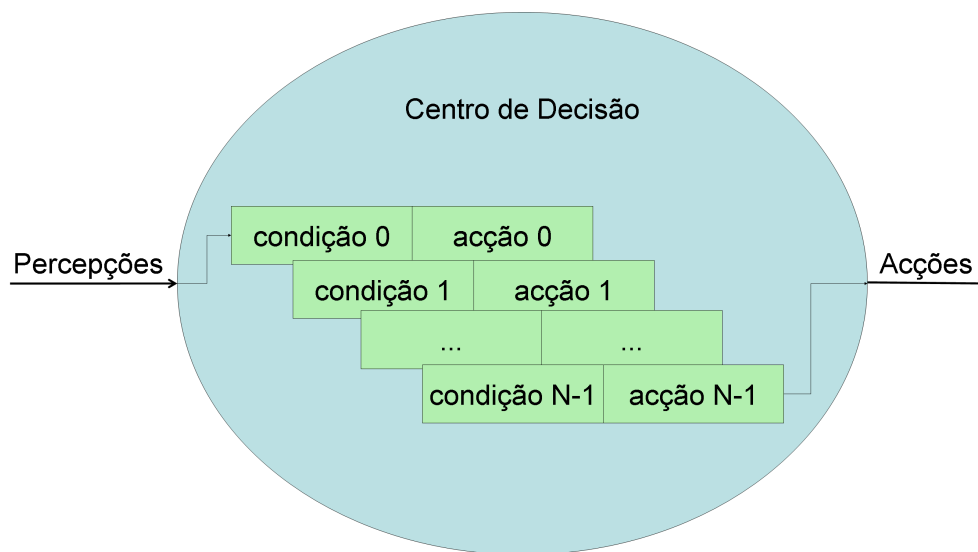 Centro de Decisão
condição 0 acção 0
Percepções
Acções
condição 1 acção 1
... ...
condição N-1 acção N-1